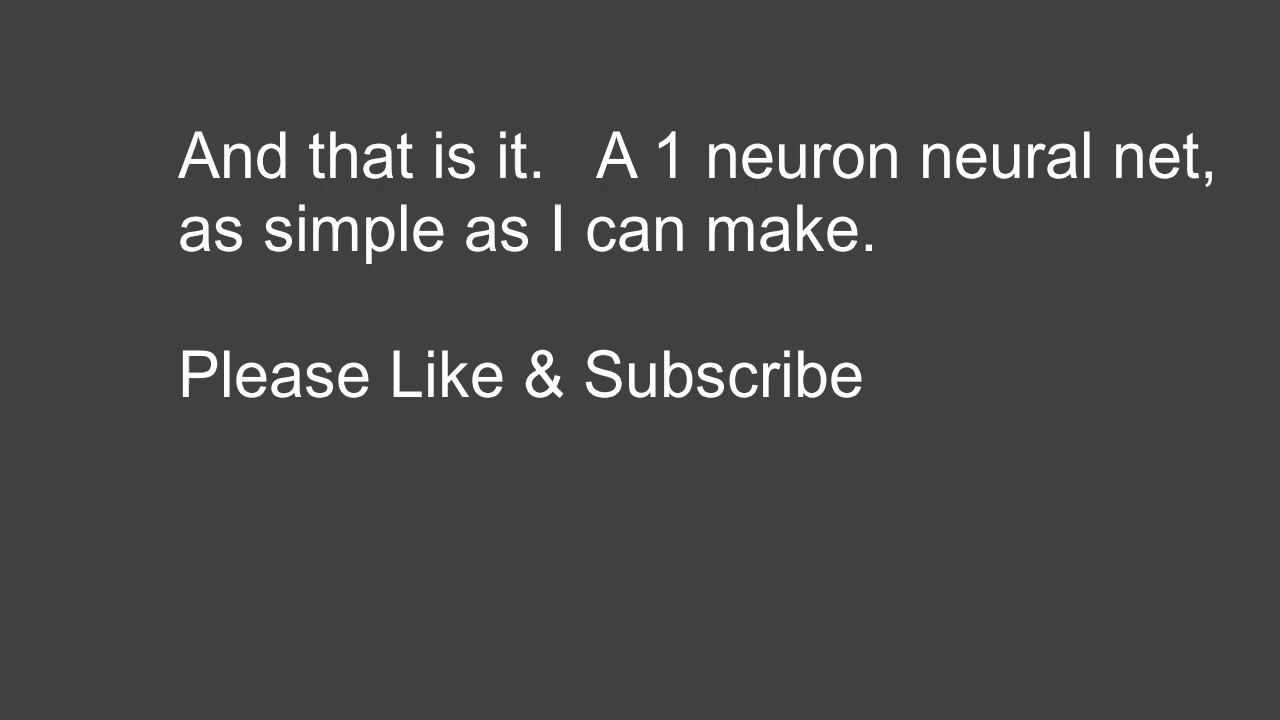 And that is it.   A 1 neuron neural net,
as simple as I can make.
Please Like & Subscribe